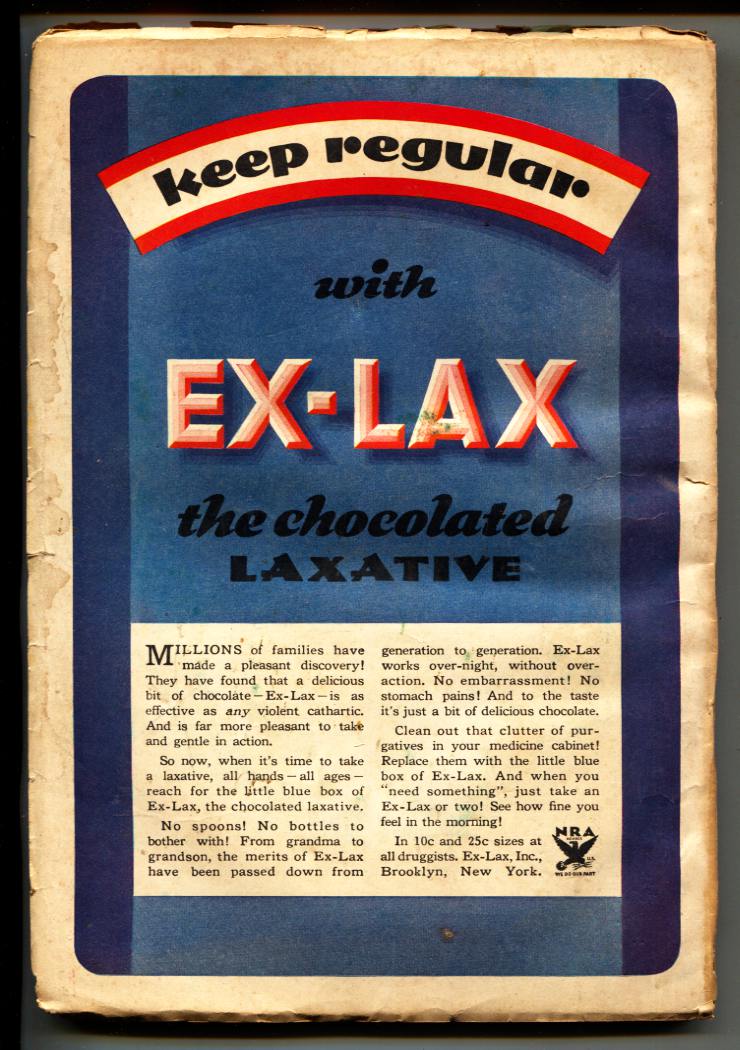 keep regular
with
EX-LAX
the chocolated
LAXATIVE
MILLIONS of families have
made a pleasant discovery!
They have found that a delicious
bit of chocolate—Ex-Lax—is as
effective as any violent cathartic.
And is far more pleasant to take
and gentle in action.
So now, when it's time to take
a laxative, all hands—all ages—
reach for the little blue box of
Ex-Lax, the chocolated laxative.
No spoons! No bottles to
bother with! From grandma to
grandson, the merits of Ex-Lax
have been passed down from
generation to generation. Ex-Lax
works over-night, without over-
action. No embarrassment! No
stomach pains! And to the taste
it's just a bit of delicious chocolate.
Clean out that clutter of pur-
gatives in your medicine cabinet!
Replace them with the little blue
box of Ex-Lax. And when you
"need something", just take an
Ex-Lax or two! See how fine you
feel in the morning!
In 10c and 25c sizes at
all druggists. Ex-Lax, Inc.,
Brooklyn, New York.
NRA
MEMBER
U.S.
WE DO OUR PART